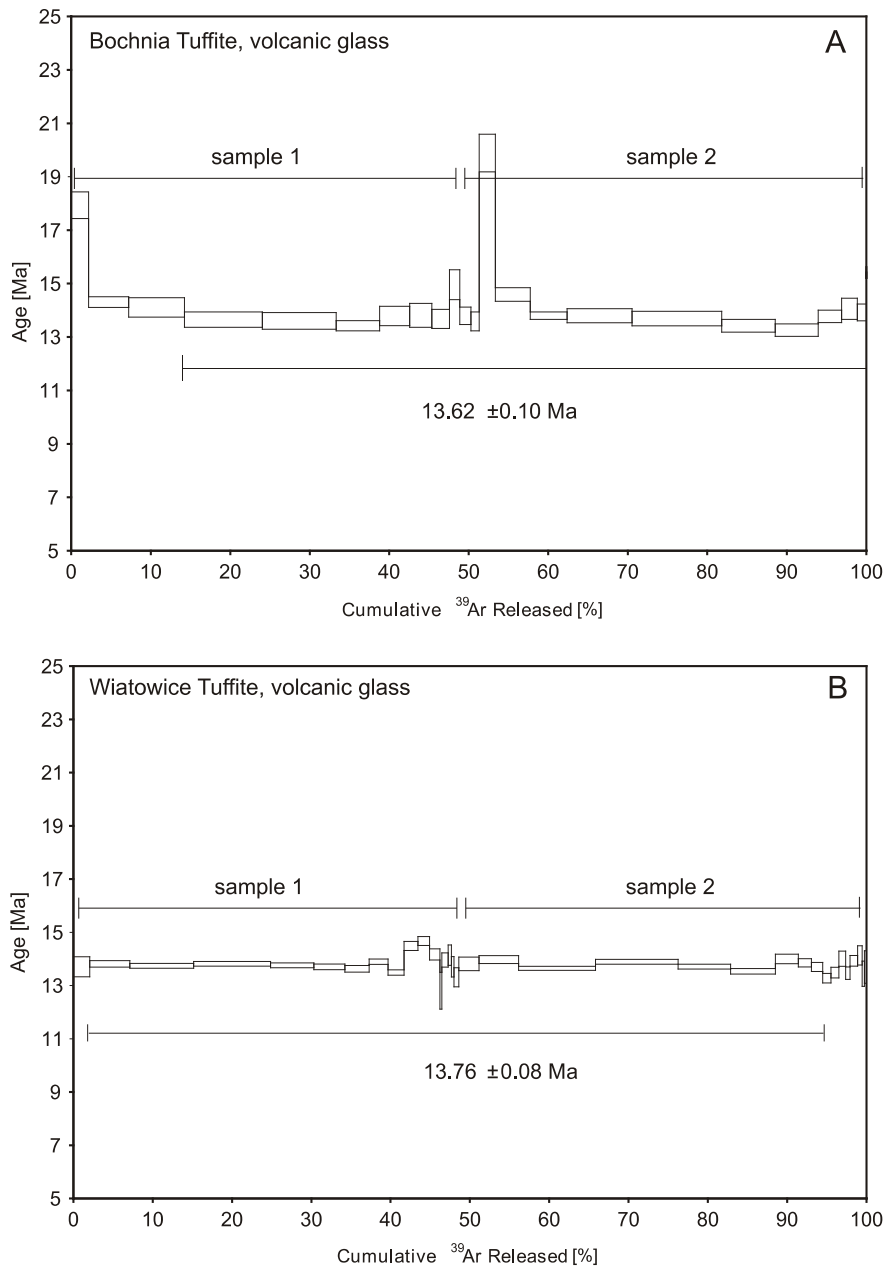 Bochnia Tuffite, volcanic glass
A
25
23
21
19
17
15
13
11
9
7
5
Age [Ma]
sample 1
sample 2
13.62 ±0.10 Ma
0 10 20 30 40 50 60 70 80 90 100
Cumulative ³⁹Ar Released [%]
Wiatowice Tuffite, volcanic glass
B
25
23
21
19
17
15
13
11
9
7
5
Age [Ma]
sample 1
sample 2
13.76 ±0.08 Ma
0 10 20 30 40 50 60 70 80 90 100
Cumulative ³⁹Ar Released [%]